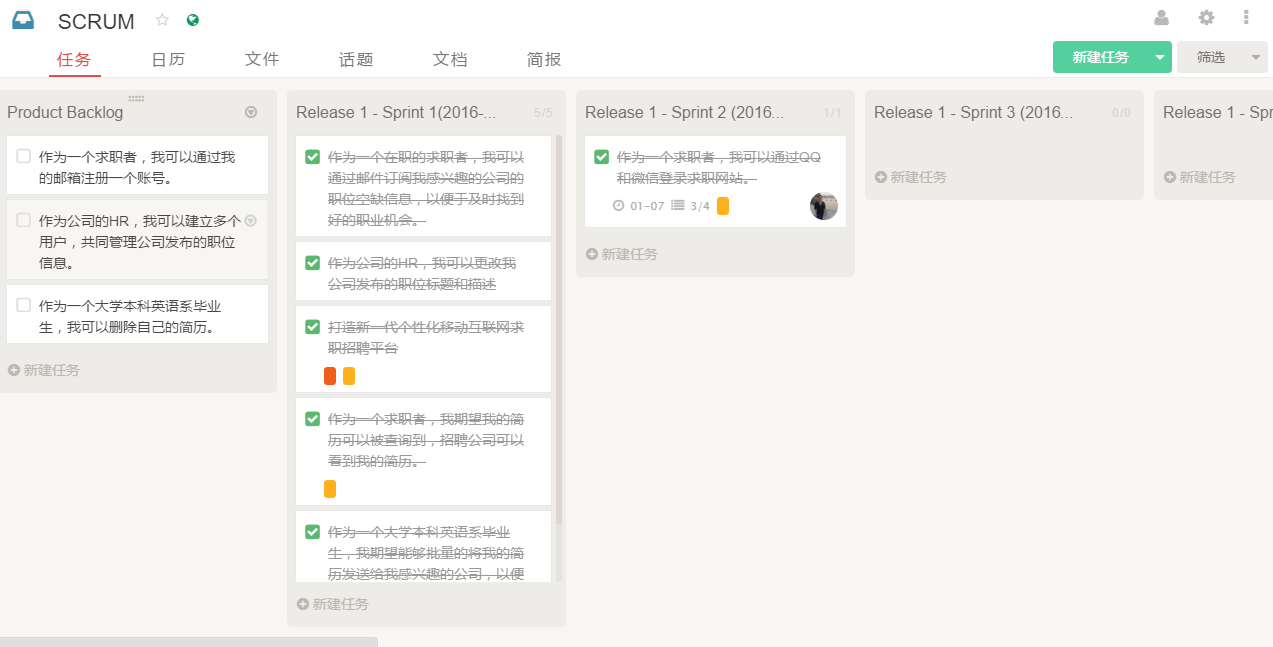 SCRUM
任务 日历 文件 话题 文档 简报
新建任务 筛选
Product Backlog
作为一个求职者，我可以通过我
的邮箱注册一个账号。
作为公司的HR，我可以建立多个
用户，共同管理公司发布的职位
信息。
作为一个大学本科英语系毕业
生，我可以删除自己的简历。
新建任务
Release 1 - Sprint 1(2016-... 5/5
作为一个在职的求职者，我可以
通过邮件订阅我感兴趣的公司的
职位空缺信息，以便于及时找到
好的职业机会。
作为公司的HR，我可以更改我
公司发布的职位标题和描述
打造新一代个性化移动互联网求
职招聘平台
作为一个求职者，我期望我的简
历可以被查询到，招聘公司可以
看到我的简历。
作为一个大学本科英语系毕业
生，我期望能够批量的将我的简
历发送给我感兴趣的公司，以便
新建任务
Release 1 - Sprint 2 (2016... 1/1
作为一个求职者，我可以通过QQ
和微信登录求职网站。
01-07 3/4
新建任务
Release 1 - Sprint 3 (2016... 0/0
新建任务
Release 1 - Spr
新建任务